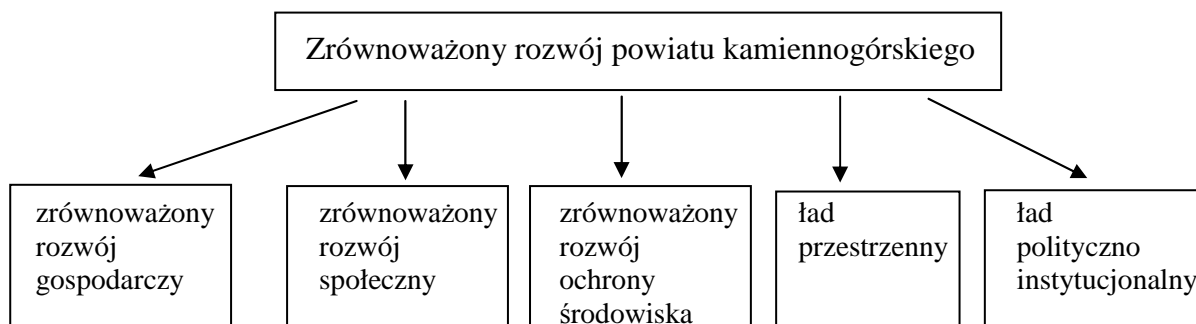 Zrównoważony rozwój powiatu kamiennogórskiego
zrównoważony
rozwój
gospodarczy
zrównoważony
rozwój
społeczny
zrównoważony
rozwój
ochrony
środowiska
ład
przestrzenny
ład
polityczno
instytucjonalny